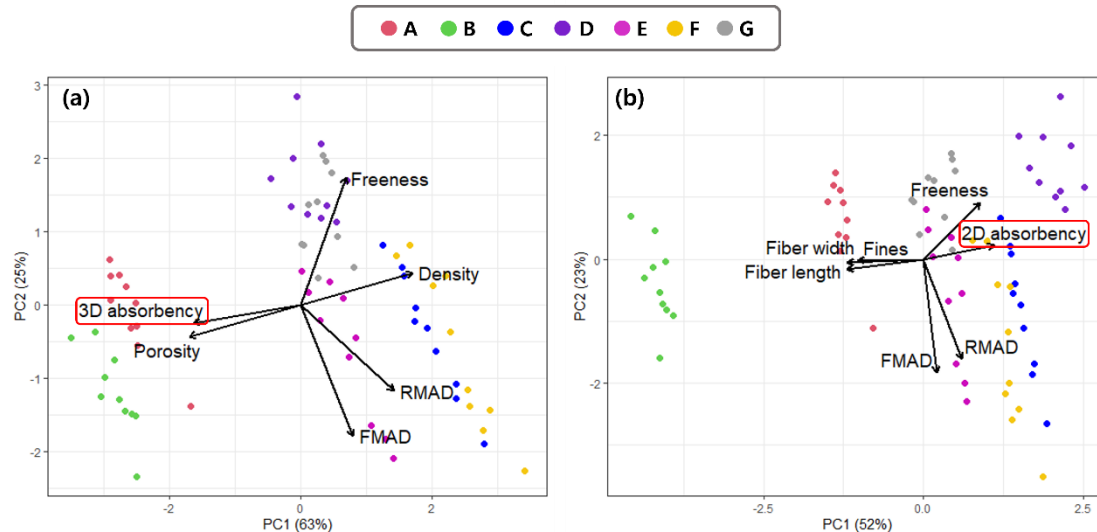 A B C D E F G
(a)
3
2
1
0
-1
-2
PC2 (25%)
-2
0
2
PC1 (63%)
Freeness
Density
3D absorbency
Porosity
RMAD
FMAD
(b)
2
0
-2
PC2 (23%)
-2.5
0.0
2.5
PC1 (52%)
Freeness
2D absorbency
Fiber width
Fines
Fiber length
FMAD
RMAD